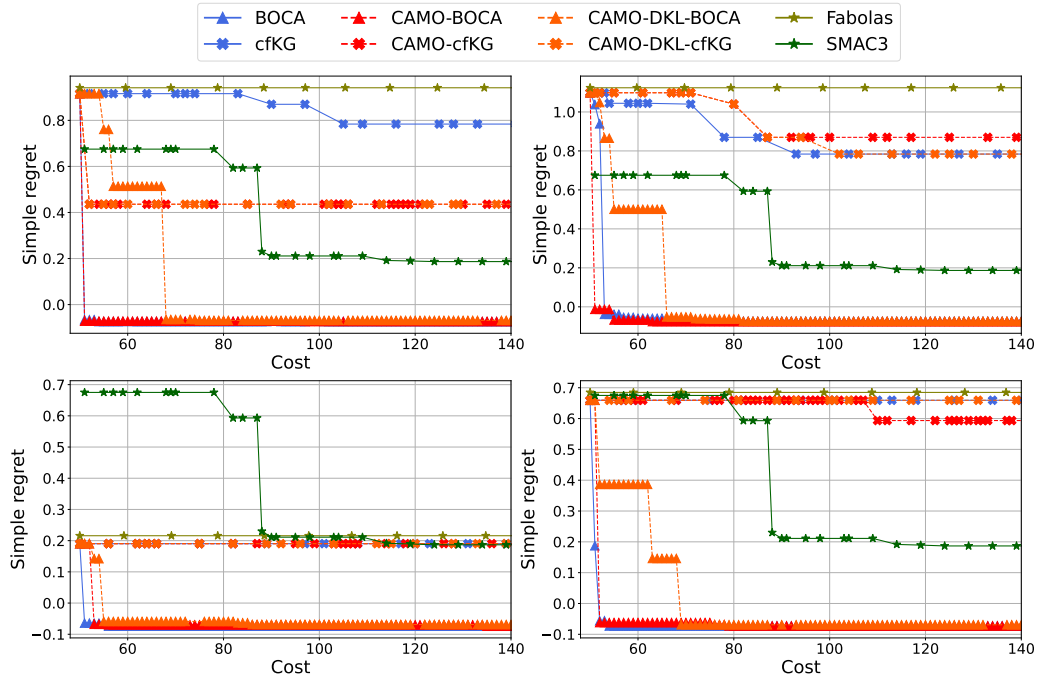 BOCA CAMO-BOCA CAMO-DKL-BOCA Fabolas
cfKG CAMO-cfKG CAMO-DKL-cfKG SMAC3
Simple regret
0.8
0.6
0.4
0.2
0.0
60 80 100 120 140
Cost
Simple regret
1.0
0.8
0.6
0.4
0.2
0.0
60 80 100 120 140
Cost
Simple regret
0.7
0.6
0.5
0.4
0.3
0.2
0.1
0.0
−0.1
60 80 100 120 140
Cost
Simple regret
0.7
0.6
0.5
0.4
0.3
0.2
0.1
0.0
−0.1
60 80 100 120 140
Cost